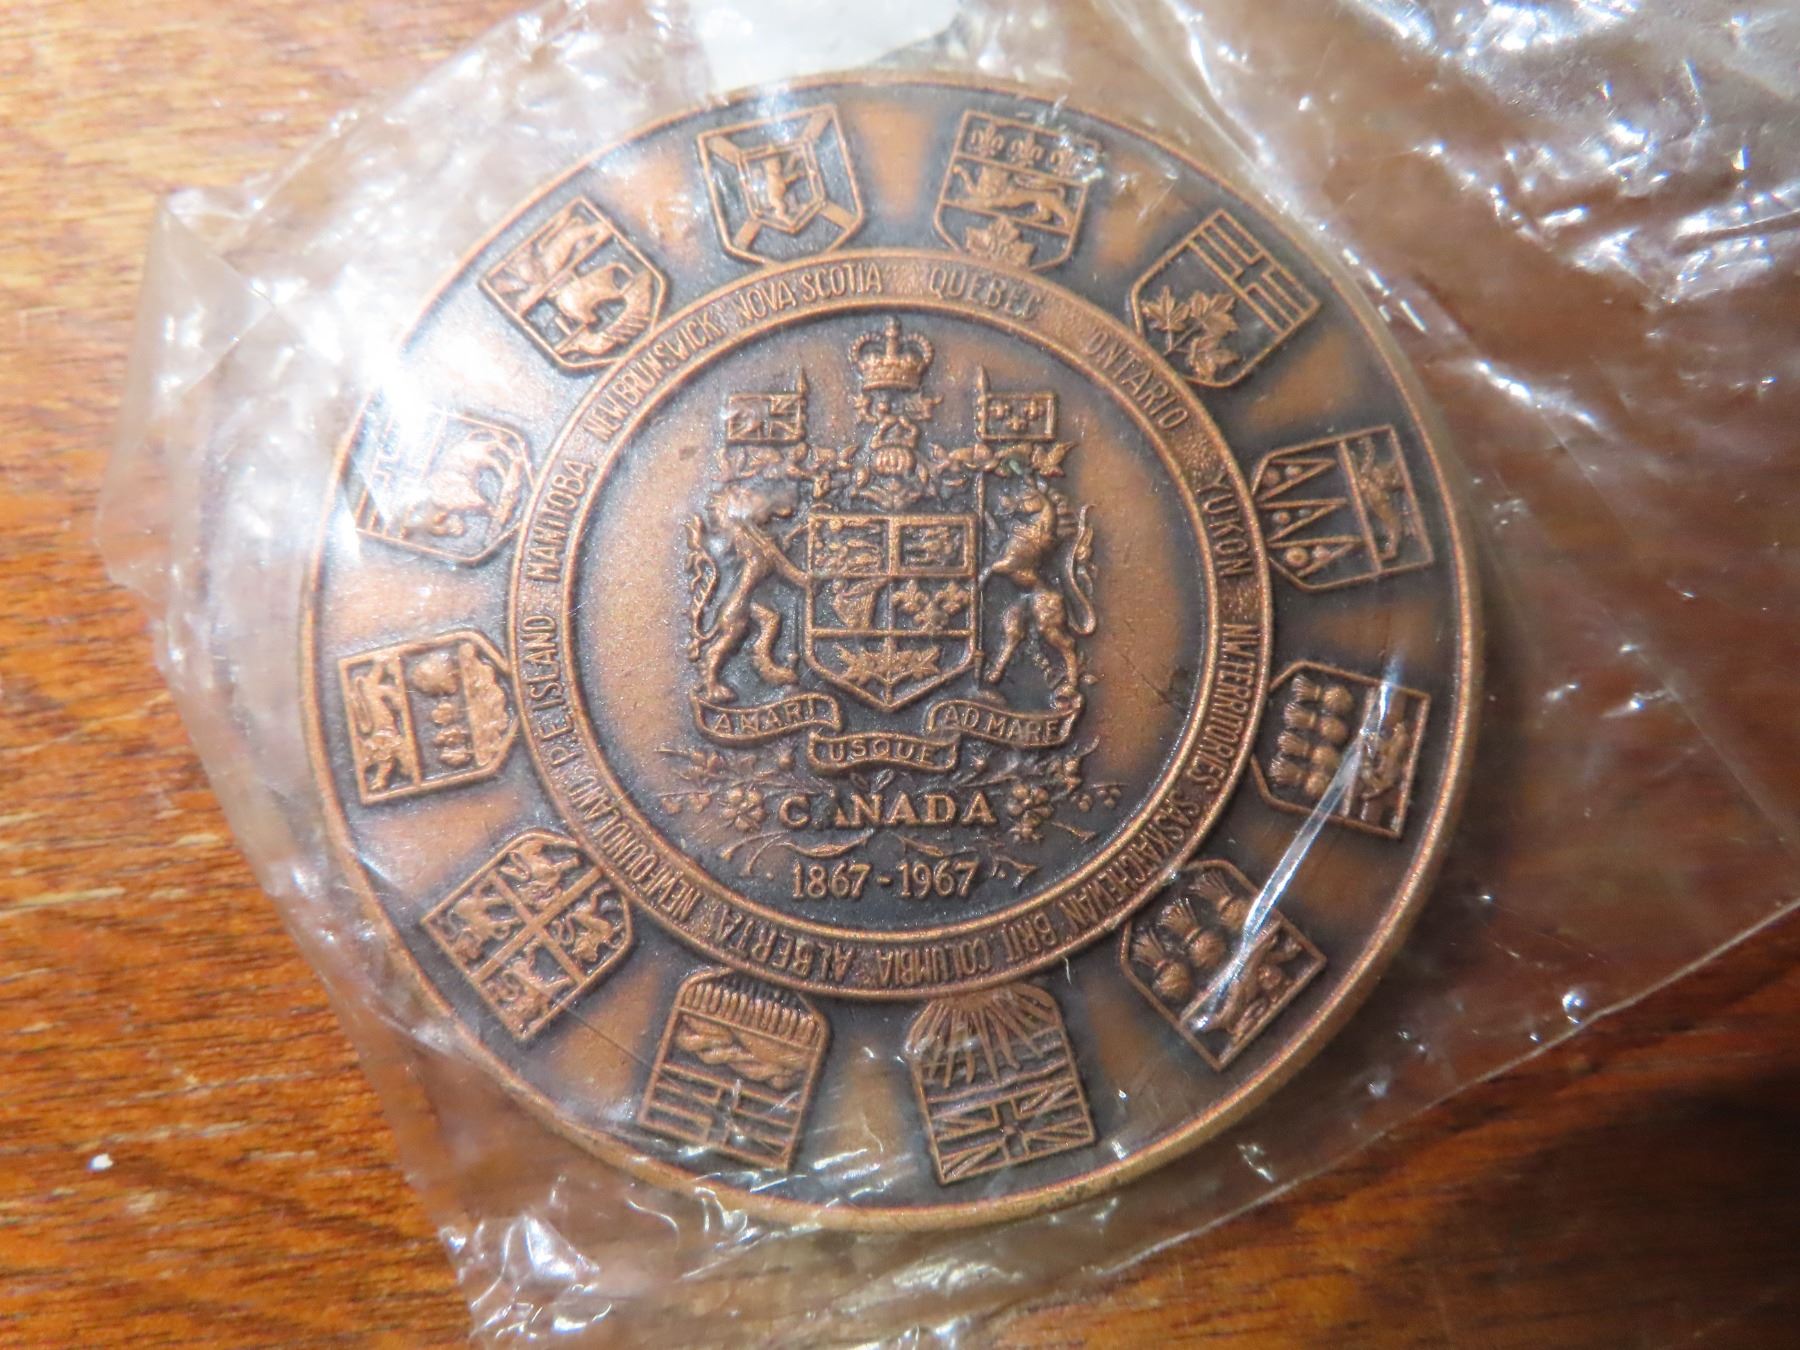 NOVA SCOTIA QUEBEC ONTARIO YUKON N.W.TERRITORIES SASKATCHEWAN BRIT. COLUMBIA ALBERTA NEWFOUNDLAND P.E.ISLAND MANITOBA NEW BRUNSWICK
A MARI
USQUE
AD MARE
CANADA
1867-1967